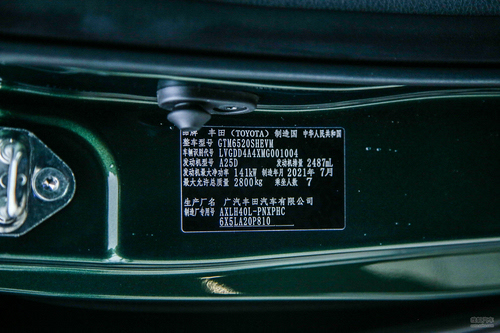 品牌 丰田(TOYOTA) 制造国 中华人民共和国
整车型号 GTM6520SHEVM
车辆识别代号 LVGDD4A4XMG001004
发动机型号 A25D 发动机排量 2487mL
发动机最大净功率 141kW 制造年月 2021年7月
最大允许总质量 2800kg 乘坐人数 7
生产厂名 广汽丰田汽车有限公司
制造厂专用号 AXLH40L-PNXPHC
6X5LA20P810